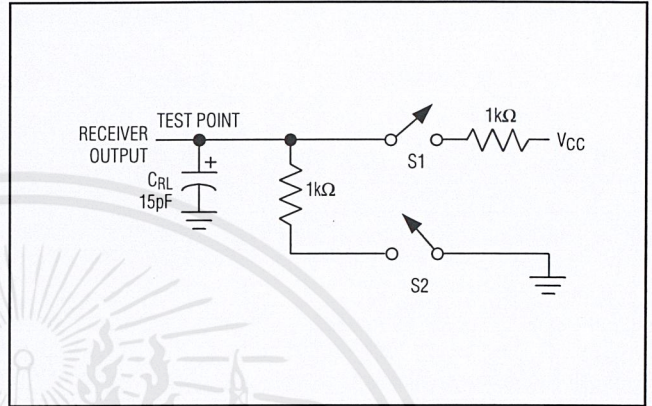 TEST POINT
RECEIVER
OUTPUT
+
CRL
15pF
1kΩ
S1
1kΩ
VCC
S2